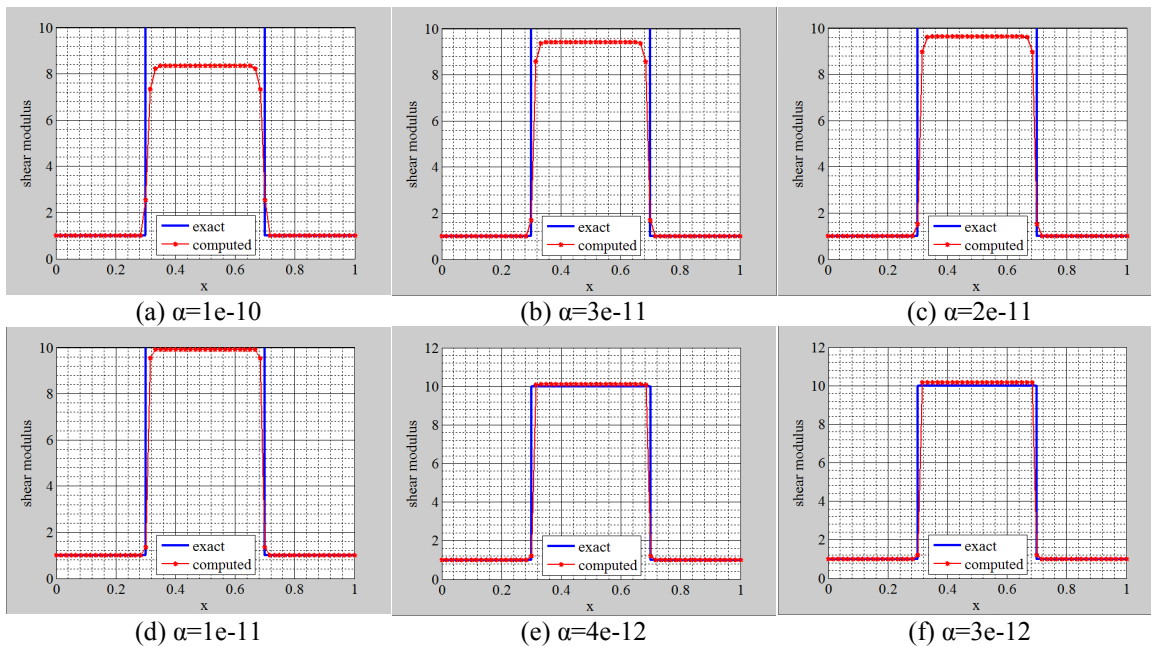 10
8
6
4
2
0
shear modulus
exact
computed
0 0.2 0.4 0.6 0.8 1
x
(a) α=1e-10
10
8
6
4
2
0
shear modulus
exact
computed
0 0.2 0.4 0.6 0.8 1
x
(b) α=3e-11
10
8
6
4
2
0
shear modulus
exact
computed
0 0.2 0.4 0.6 0.8 1
x
(c) α=2e-11
10
8
6
4
2
0
shear modulus
exact
computed
0 0.2 0.4 0.6 0.8 1
x
(d) α=1e-11
12
10
8
6
4
2
0
shear modulus
exact
computed
0 0.2 0.4 0.6 0.8 1
x
(e) α=4e-12
12
10
8
6
4
2
0
shear modulus
exact
computed
0 0.2 0.4 0.6 0.8 1
x
(f) α=3e-12